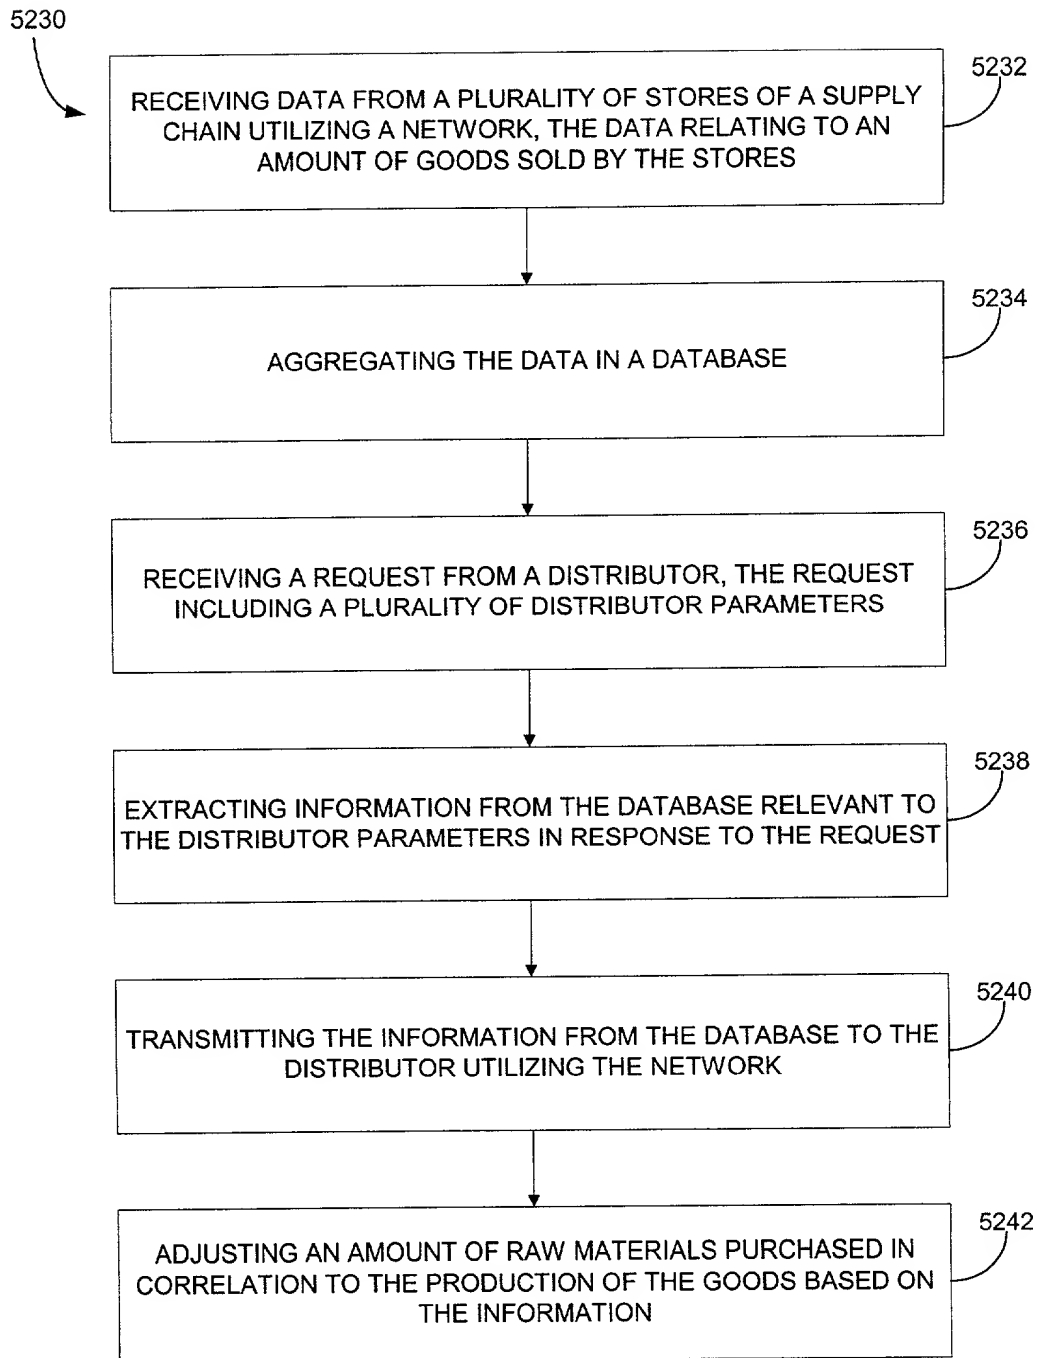 5230
5232
RECEIVING DATA FROM A PLURALITY OF STORES OF A SUPPLY
CHAIN UTILIZING A NETWORK, THE DATA RELATING TO AN
AMOUNT OF GOODS SOLD BY THE STORES
5234
AGGREGATING THE DATA IN A DATABASE
5236
RECEIVING A REQUEST FROM A DISTRIBUTOR, THE REQUEST
INCLUDING A PLURALITY OF DISTRIBUTOR PARAMETERS
5238
EXTRACTING INFORMATION FROM THE DATABASE RELEVANT TO
THE DISTRIBUTOR PARAMETERS IN RESPONSE TO THE REQUEST
5240
TRANSMITTING THE INFORMATION FROM THE DATABASE TO THE
DISTRIBUTOR UTILIZING THE NETWORK
5242
ADJUSTING AN AMOUNT OF RAW MATERIALS PURCHASED IN
CORRELATION TO THE PRODUCTION OF THE GOODS BASED ON
THE INFORMATION